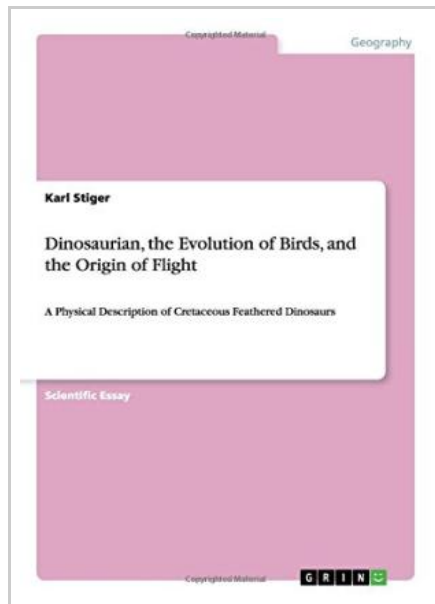 Copyrighted Material
Geography
Karl Stiger
Dinosaurian, the Evolution of Birds, and
the Origin of Flight
A Physical Description of Cretaceous Feathered Dinosaurs
Scientific Essay
Copyrighted Material
GRIN